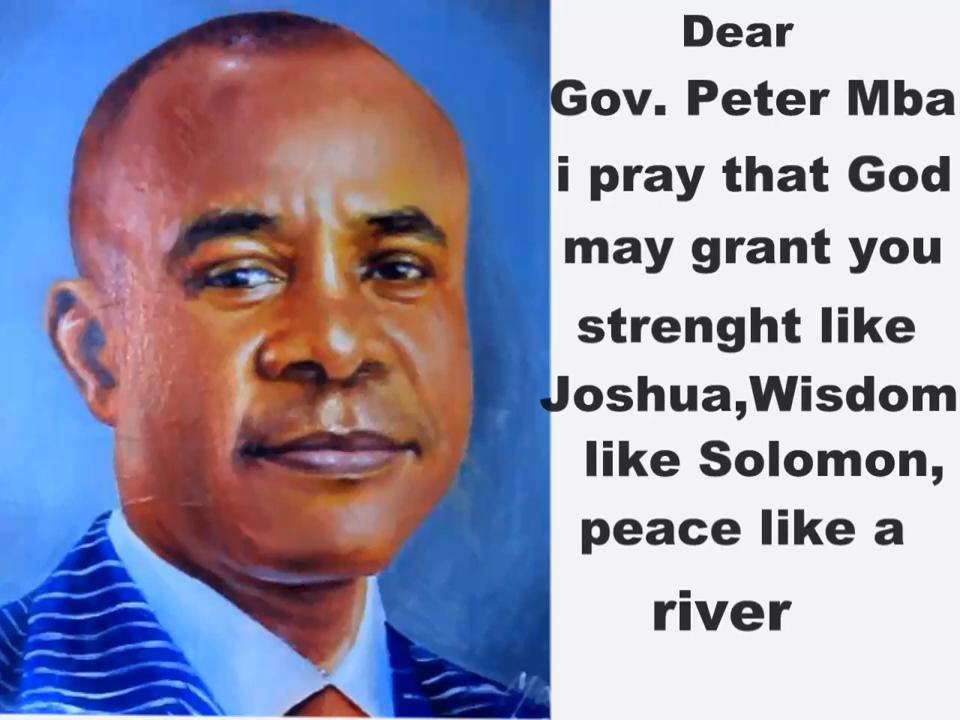 Dear
Gov. Peter Mba
i pray that God
may grant you
strenght like
Joshua,Wisdom
like Solomon,
peace like a
river